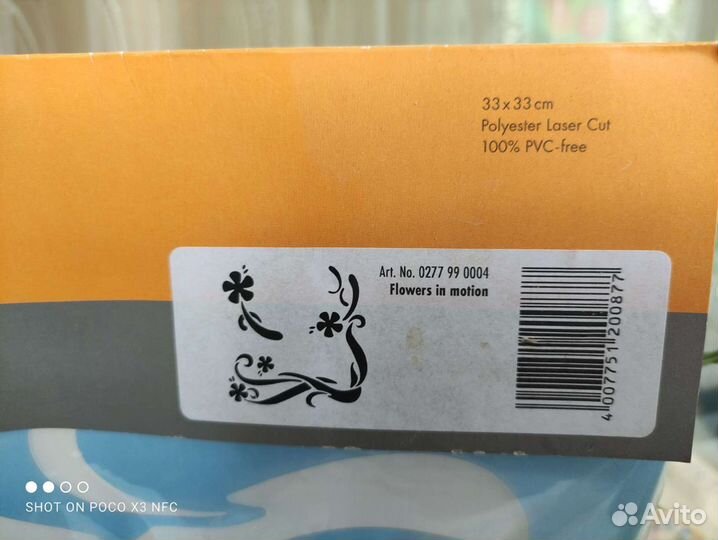 33 x 33 cm
Polyester Laser Cut
100% PVC-free
Art. No. 0277 99 0004
Flowers in motion
4 007751 200877
SHOT ON POCO X3 NFC
Avito